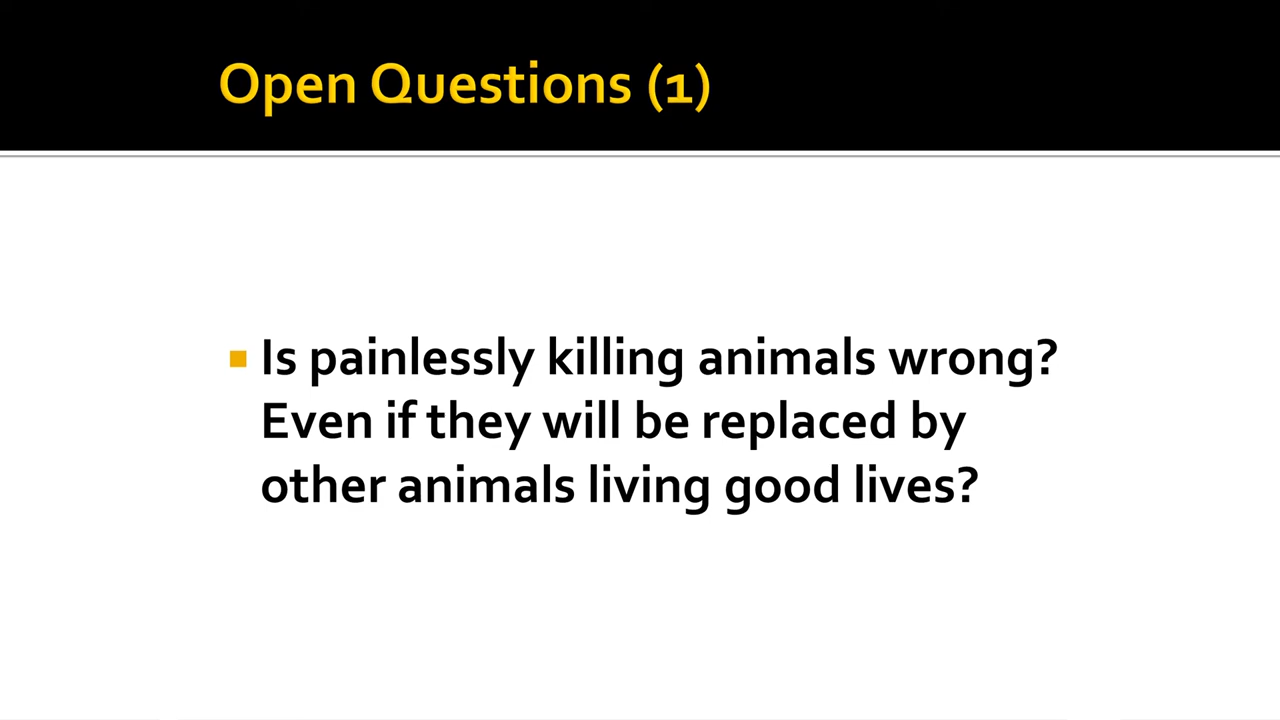 Open Questions (1)
Is painlessly killing animals wrong?
Even if they will be replaced by
other animals living good lives?